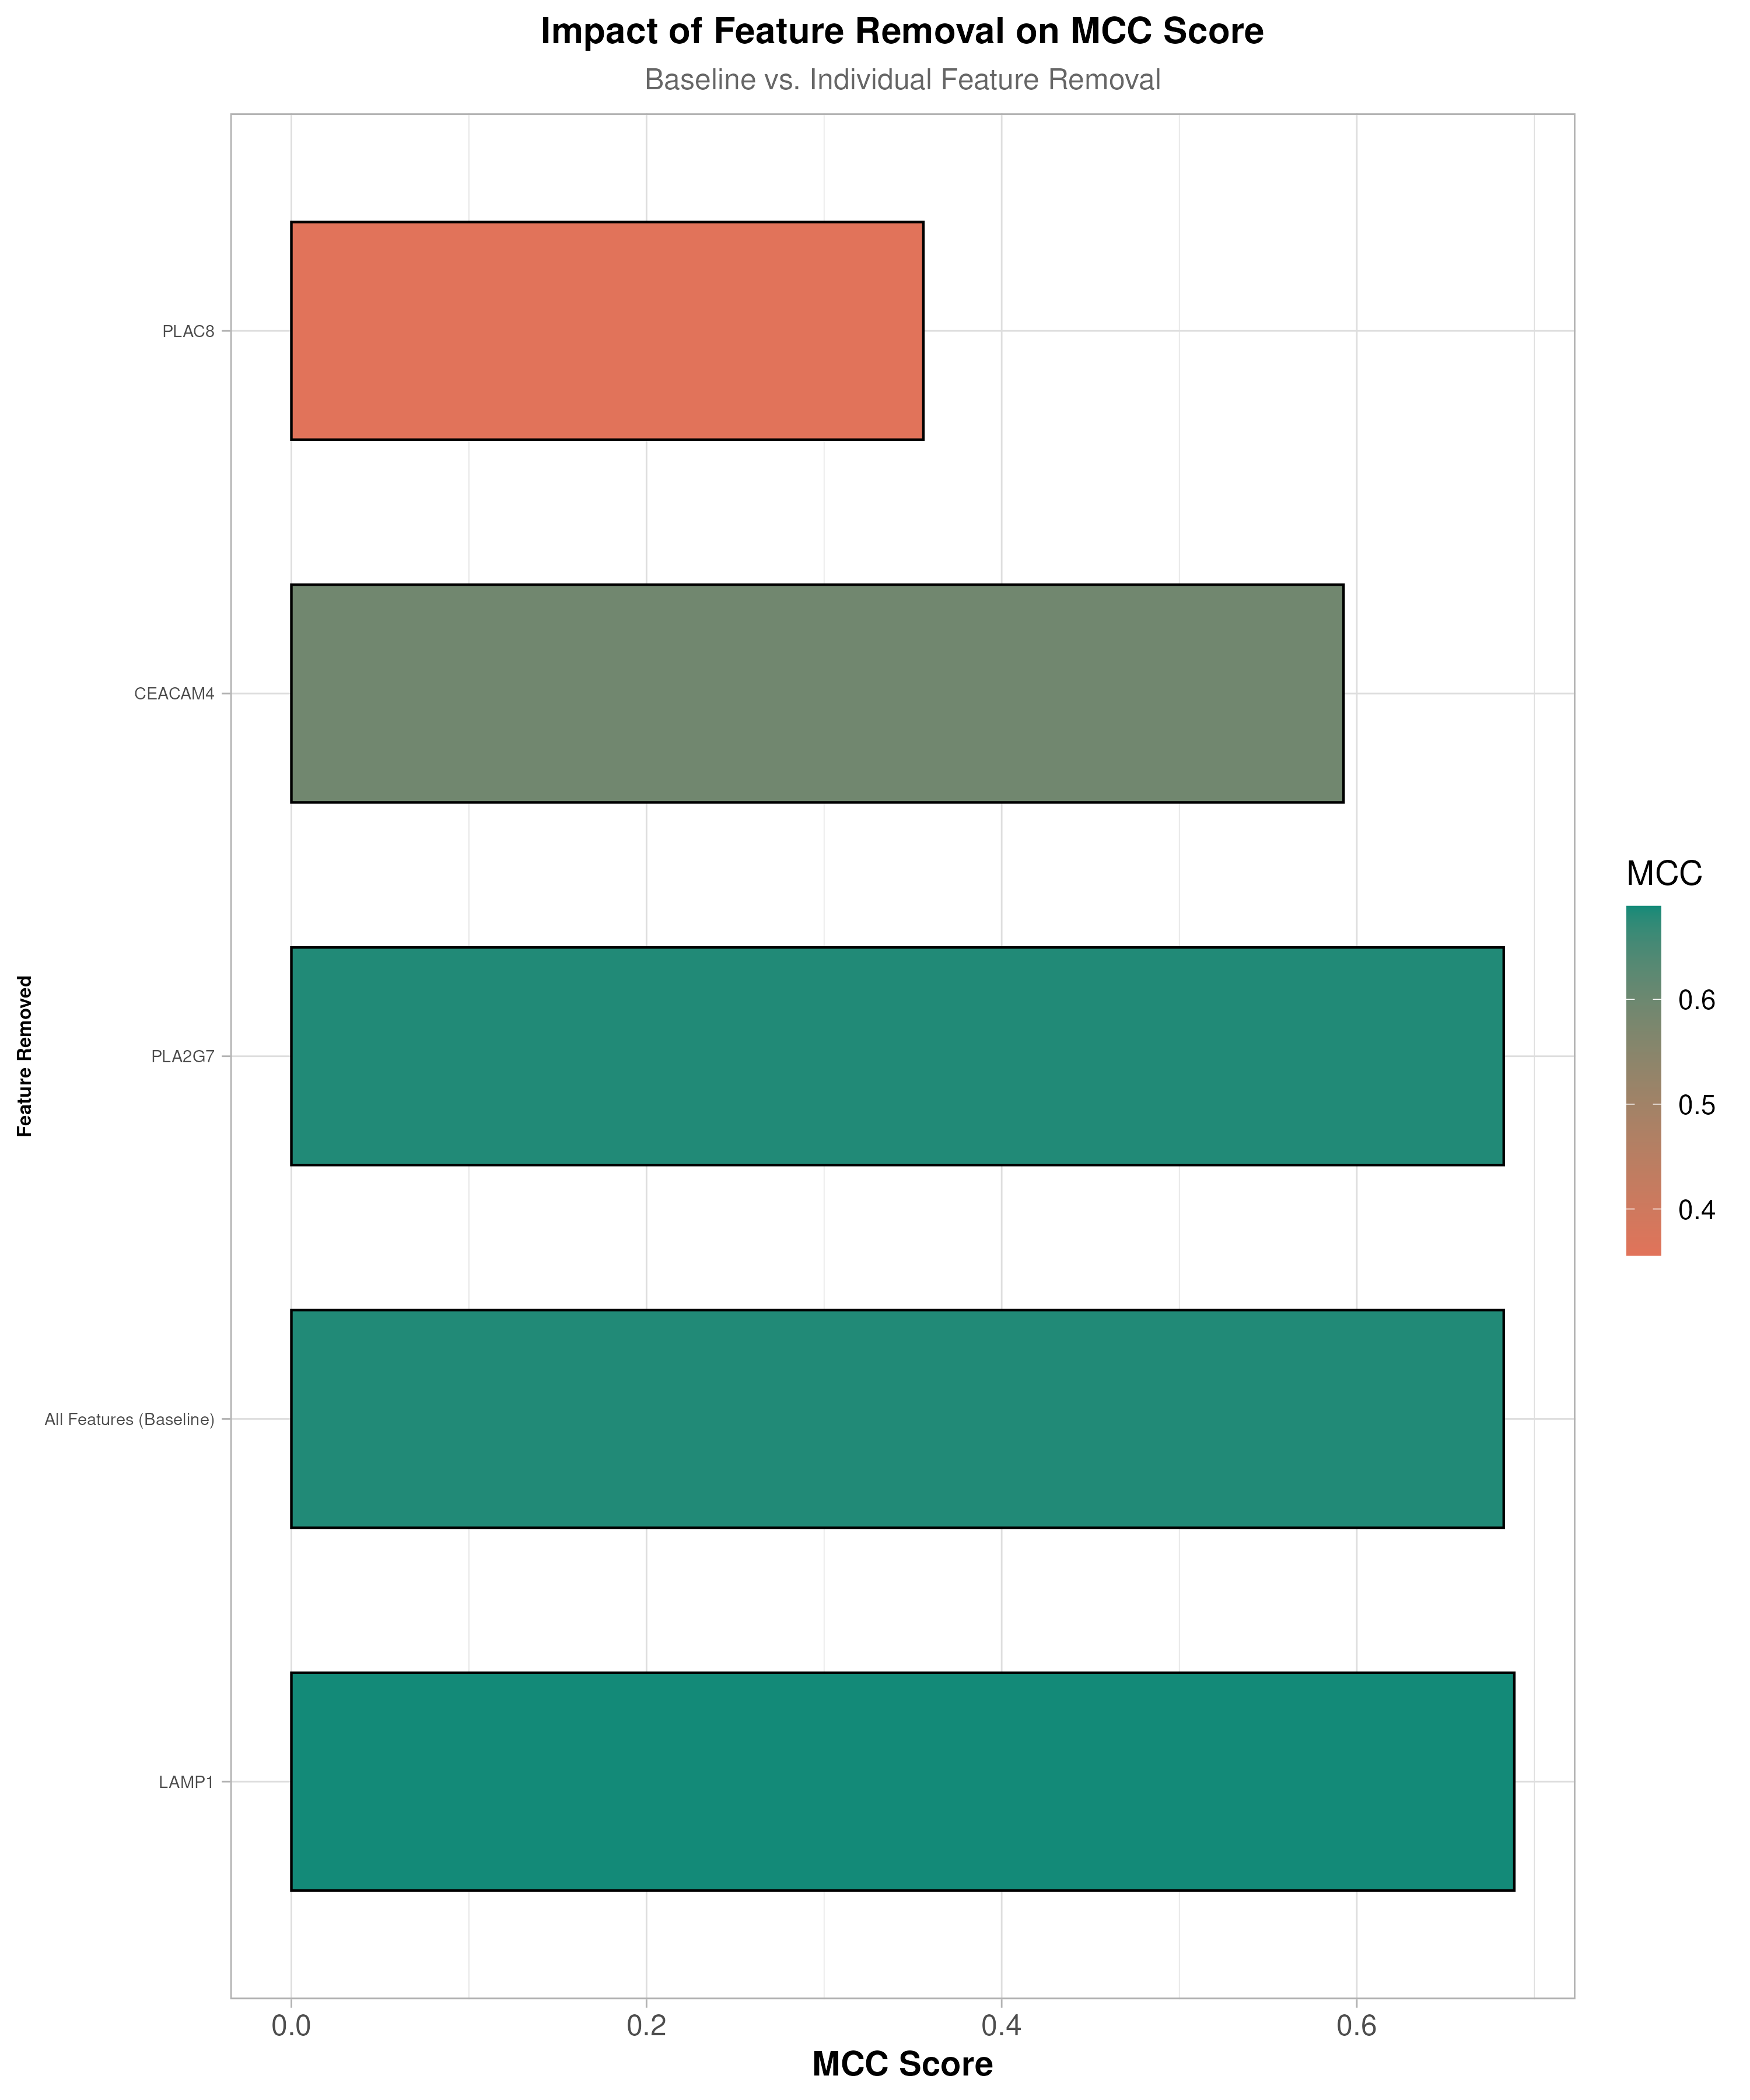 Impact of Feature Removal on MCC Score
Baseline vs. Individual Feature Removal
Feature Removed
PLAC8
CEACAM4
PLA2G7
All Features (Baseline)
LAMP1
0.0
0.2
0.4
0.6
MCC Score
MCC
0.6
0.5
0.4